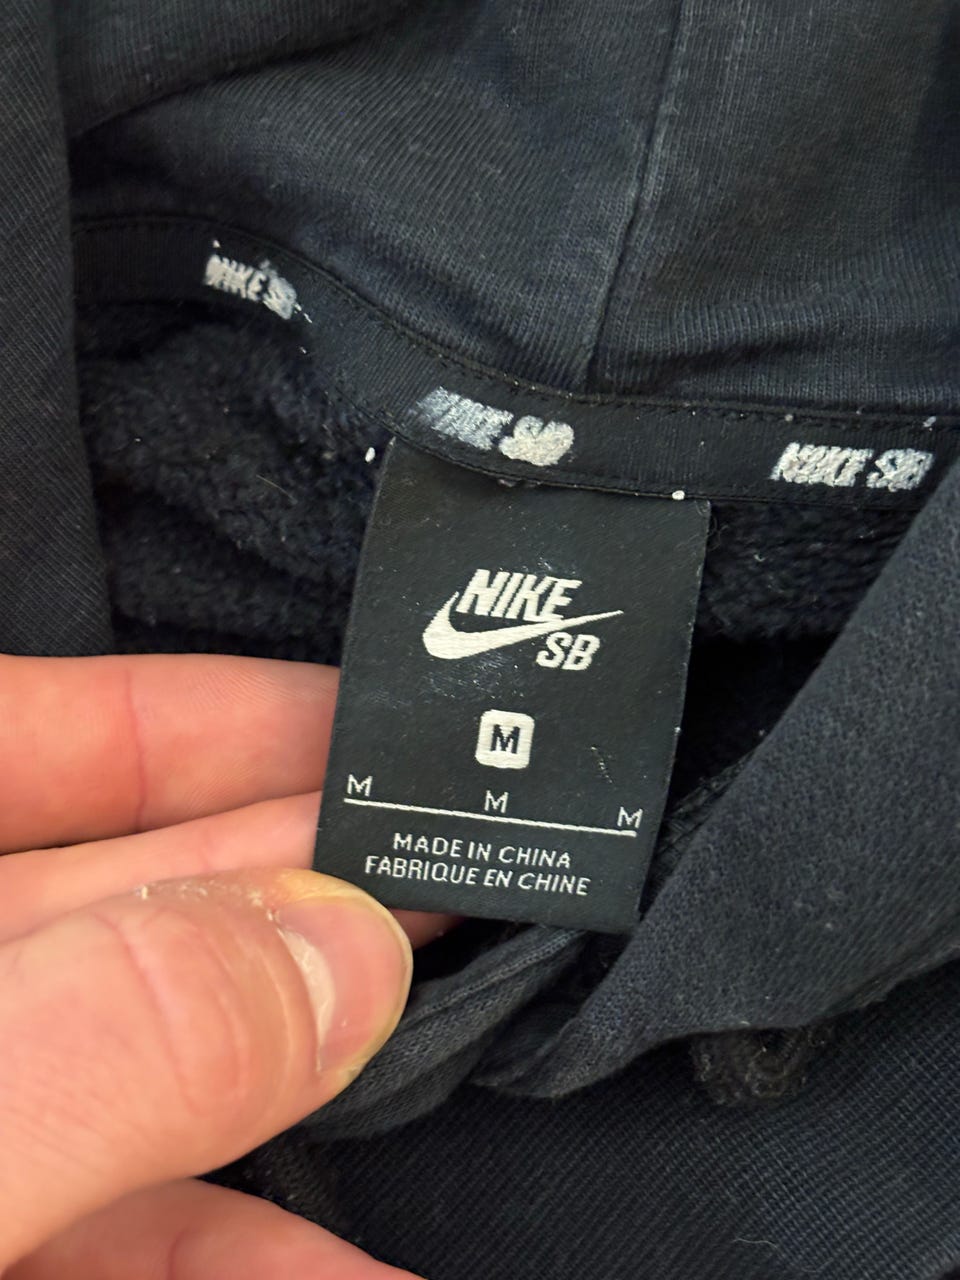 NIKE SB
NIKE SB
NIKE SB
NIKE
SB
M
M M M
MADE IN CHINA
FABRIQUE EN CHINE